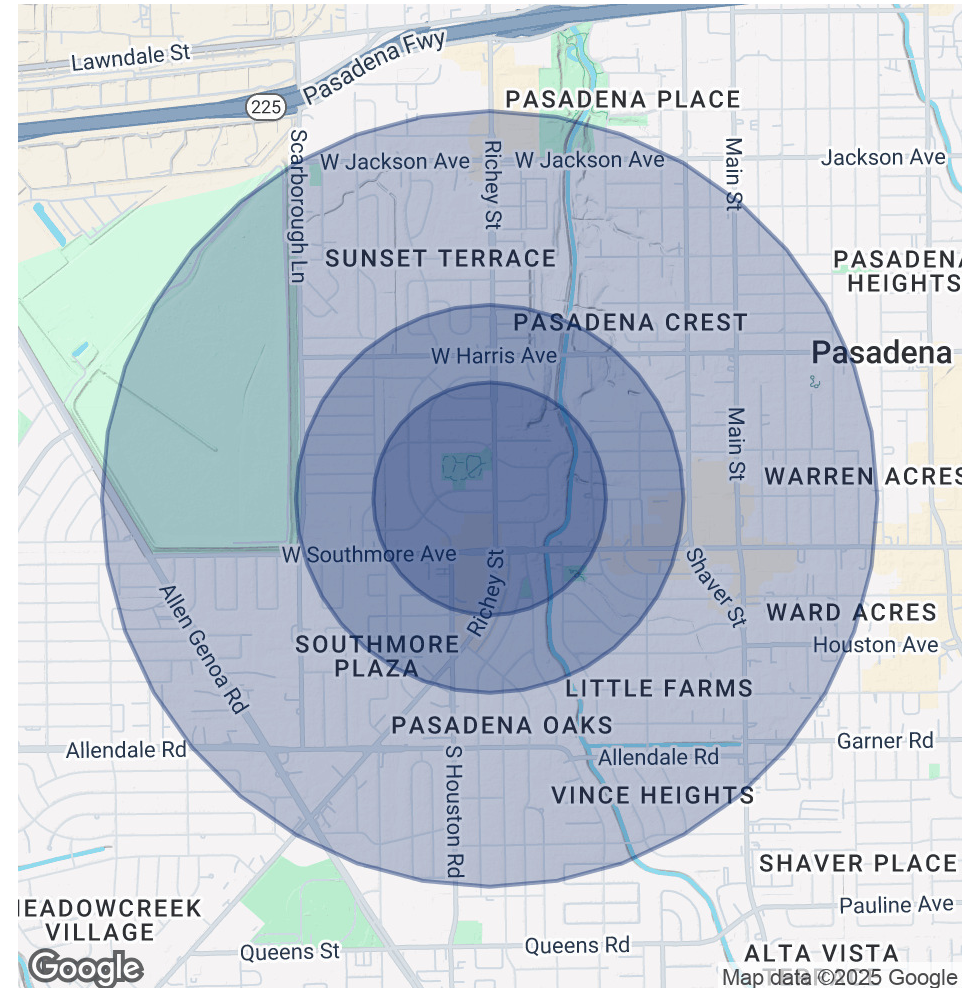 Lawndale St
Pasadena Fwy
225
PASADENA PLACE
Scarborough Ln
W Jackson Ave
Richey St
W Jackson Ave
Main St
Jackson Ave
SUNSET TERRACE
PASADENA
HEIGHTS
PASADENA CREST
W Harris Ave
Pasadena
Main St
WARREN ACRES
W Southmore Ave
Richey St
Shaver St
Allen Genoa Rd
WARD ACRES
SOUTHMORE
PLAZA
Houston Ave
LITTLE FARMS
PASADENA OAKS
Allendale Rd
S Houston Rd
Allendale Rd
Garner Rd
VINCE HEIGHTS
SHAVER PLACE
EADOWCREEK
VILLAGE
Pauline Ave
Queens St
Queens Rd
ALTA VISTA
TERRACE
Google
Map data ©2025 Google